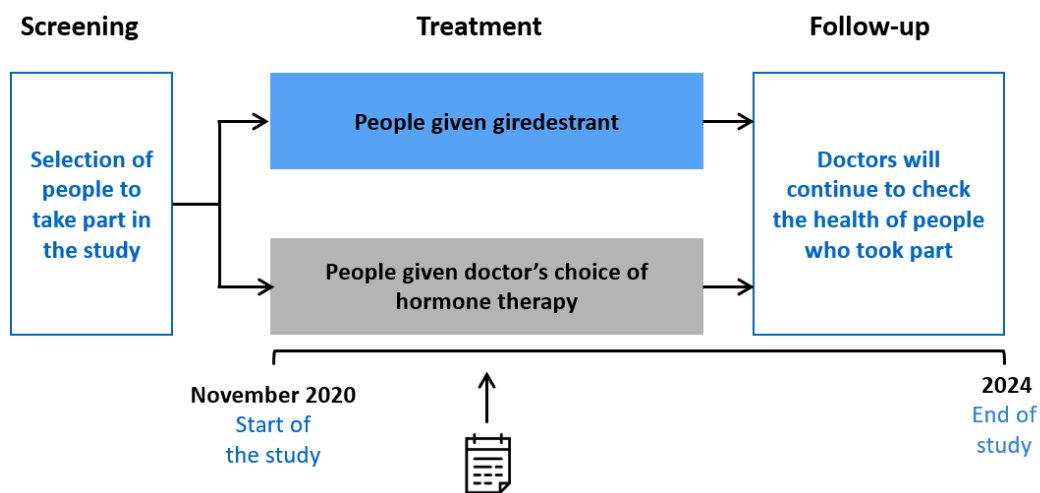 Screening
Treatment
Follow-up
Selection of
people to
take part in
the study
People given giredestrant
People given doctor’s choice of
hormone therapy
Doctors will
continue to check
the health of people
who took part
November 2020
Start of
the study
2024
End of
study